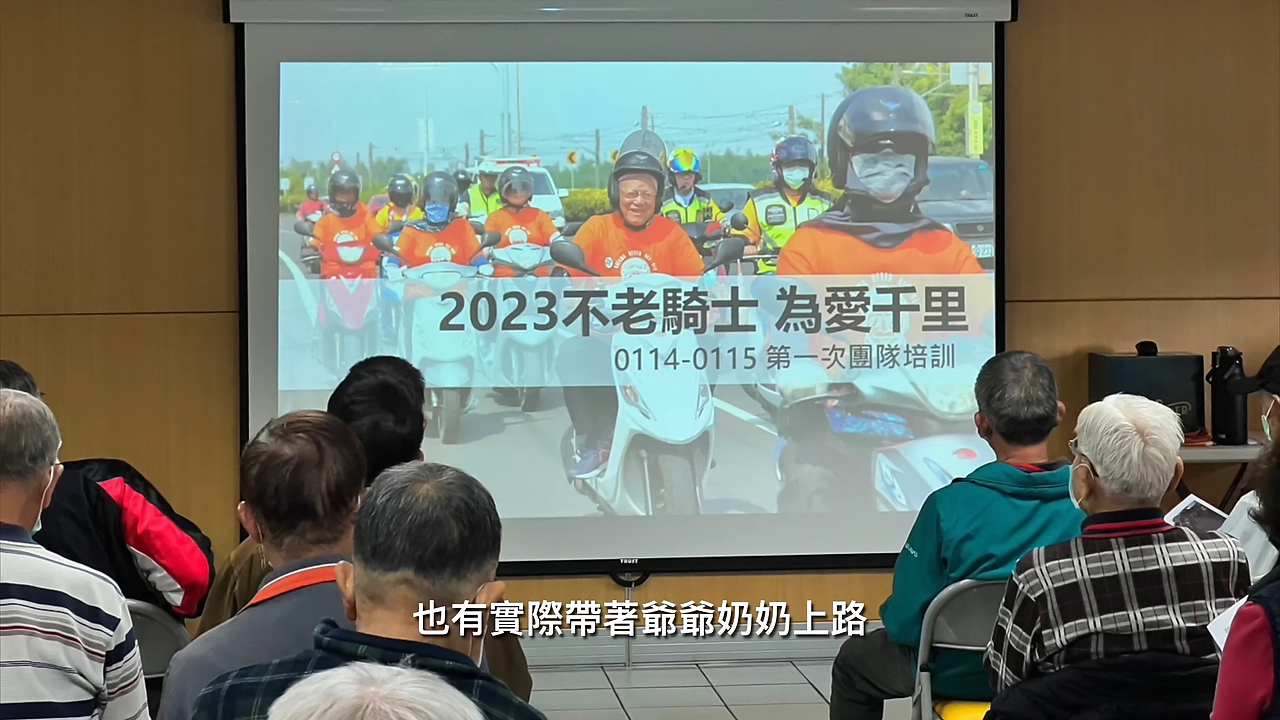 2023不老騎士 為愛千里
0114-0115 第一次團隊培訓
TRUST
也有實際帶著爺爺奶奶上路